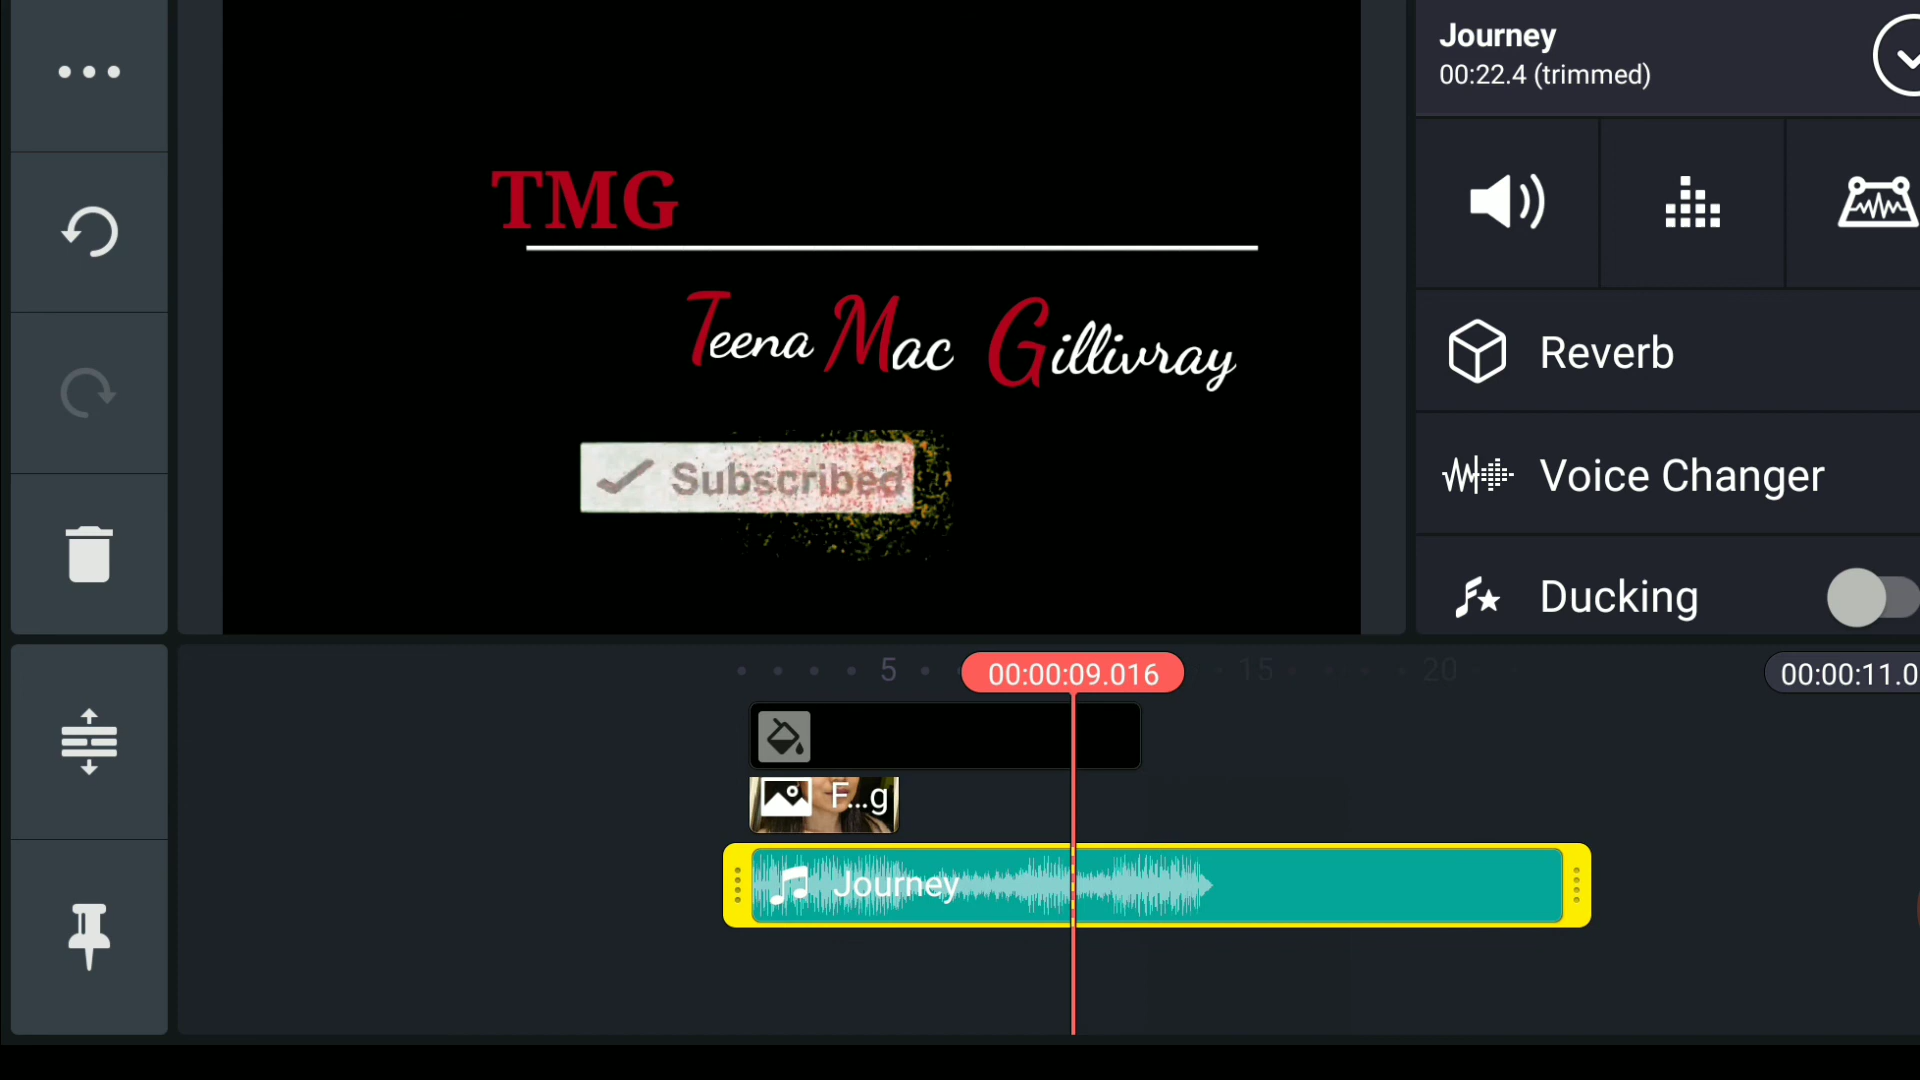 Journey
00:22.4 (trimmed)
TMG
Teena Mac Gillivray
Subscribed
Reverb
Voice Changer
Ducking
5
00:00:09.016
15
20
00:00:11.0
F...g
Journey